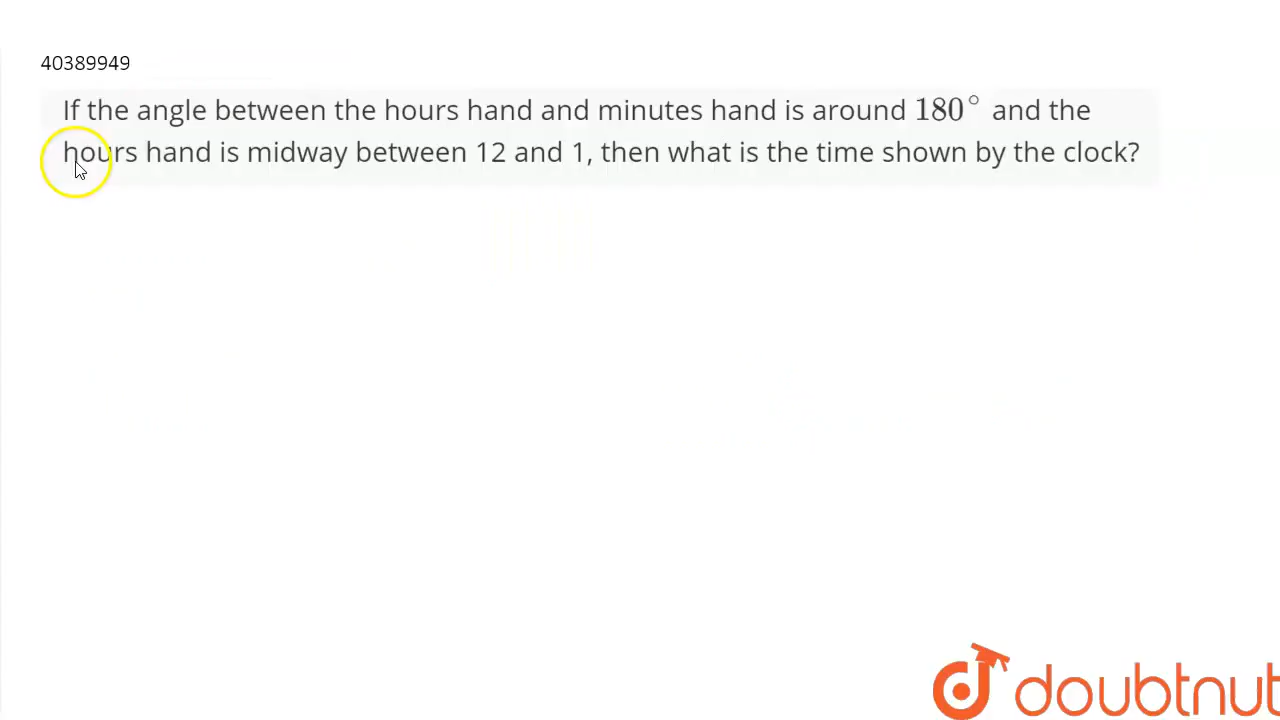 40389949
If the angle between the hours hand and minutes hand is around 180° and the
hours hand is midway between 12 and 1, then what is the time shown by the clock?
doubtnut